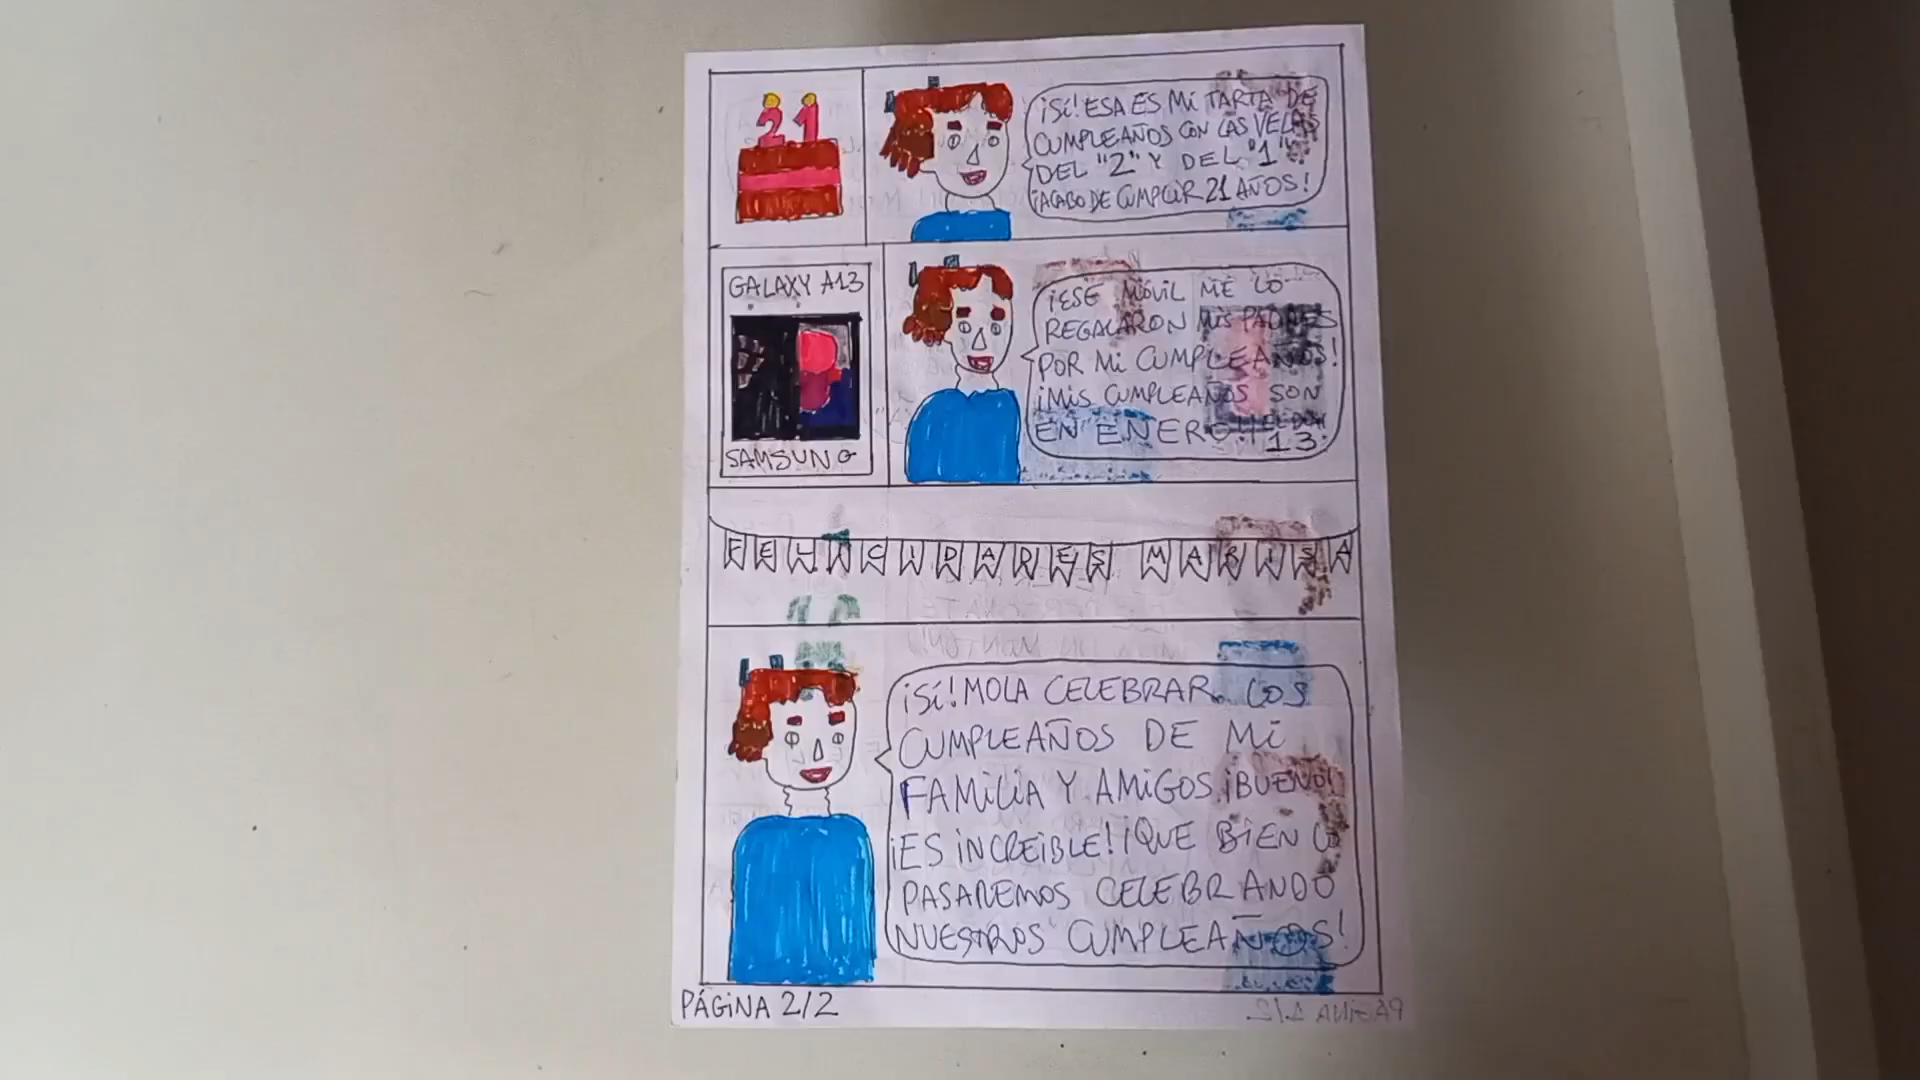 21
¡Sí! ESA ES MI TARTA DE
CUMPLEAÑOS CON LAS VELAS
DEL "2" Y DEL "1".
¡ACABO DE CUMPLIR 21 AÑOS!
GALAXY A13
SAMSUNG
¡ESE MÓVIL ME LO
REGALARON MIS PADRES
POR MI CUMPLEAÑOS!
¡MIS CUMPLEAÑOS SON
EN ENERO!
13
FELICIDADES MARISA
¡Sí! MOLA CELEBRAR LOS
CUMPLEAÑOS DE MI
FAMILIA Y AMIGOS ¡BUENO!
¡ES INCREIBLE! ¡QUE BIEN LO
PASAREMOS CELEBRANDO
NUESTROS CUMPLEAÑOS!
PÁGINA 2/2